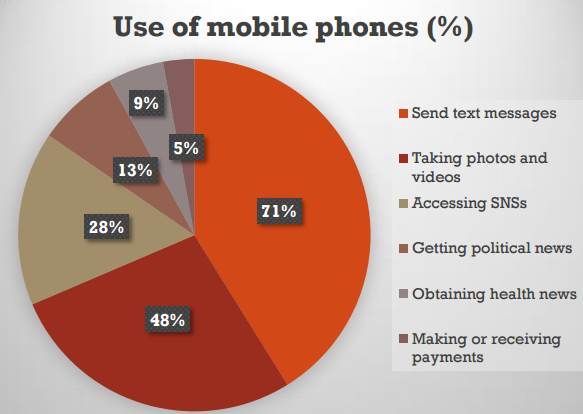 Use of mobile phones (%)
9%
5%
13%
71%
28%
48%
Send text messages
Taking photos and
videos
Accessing SNSs
Getting political news
Obtaining health news
Making or receiving
payments